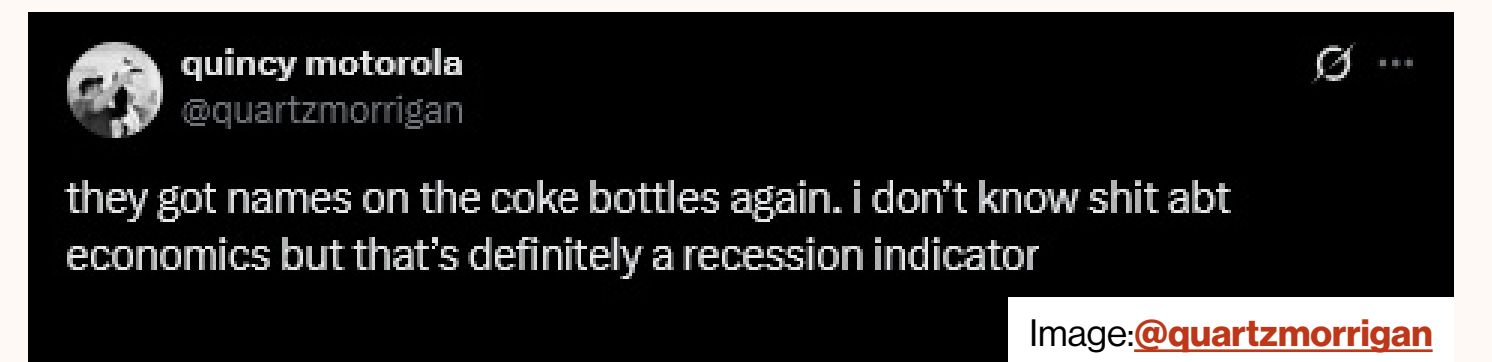 quincy motorola
@quartzmorrigan
they got names on the coke bottles again. i don’t know shit abt
economics but that’s definitely a recession indicator
Image:@quartzmorrigan